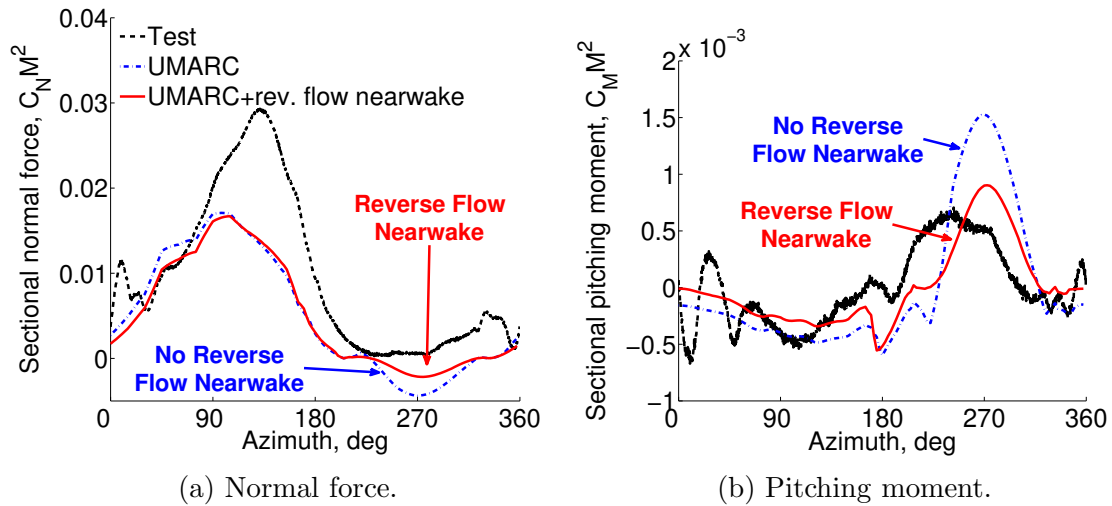 0.04
0.03
0.02
0.01
0
Sectional normal force, C_N M^2
Test
UMARC
UMARC+rev. flow nearwake
Reverse Flow
Nearwake
No Reverse
Flow Nearwake
0 90 180 270 360
Azimuth, deg
(a) Normal force.
2 x 10^-3
1.5
1
0.5
0
−0.5
−1
Sectional pitching moment, C_M M^2
No Reverse
Flow Nearwake
Reverse Flow
Nearwake
0 90 180 270 360
Azimuth, deg
(b) Pitching moment.